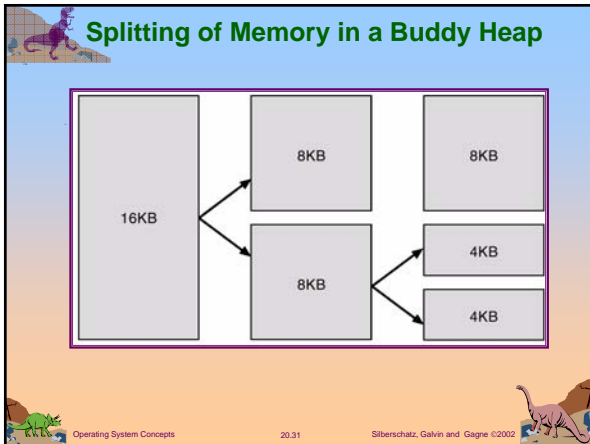 Splitting of Memory in a Buddy Heap
8KB
8KB
16KB
4KB
8KB
4KB
Operating System Concepts
20.31
Silberschatz, Galvin and Gagne ©2002